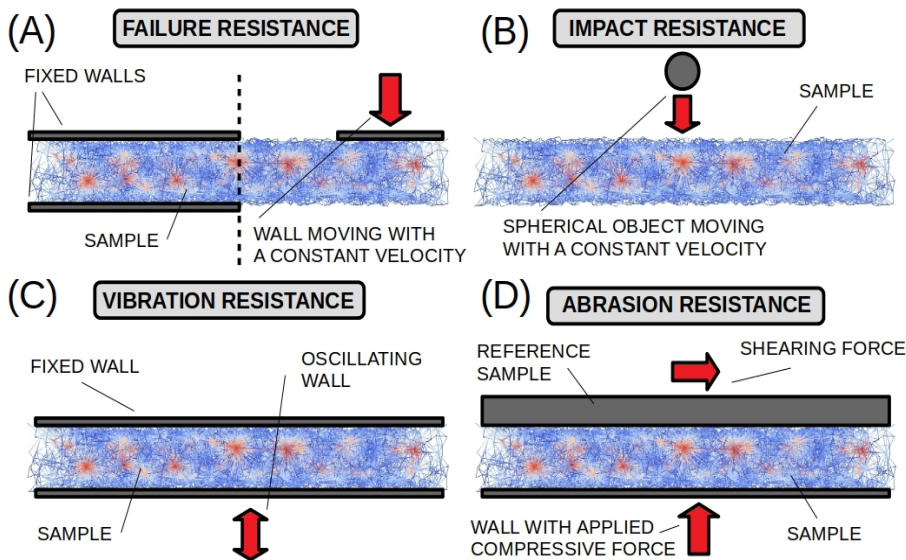 (A)
FAILURE RESISTANCE
FIXED WALLS
SAMPLE
WALL MOVING WITH
A CONSTANT VELOCITY
(B)
IMPACT RESISTANCE
SAMPLE
SPHERICAL OBJECT MOVING
WITH A CONSTANT VELOCITY
(C)
VIBRATION RESISTANCE
FIXED WALL
OSCILLATING
WALL
SAMPLE
(D)
ABRASION RESISTANCE
REFERENCE
SAMPLE
SHEARING FORCE
WALL WITH APPLIED
COMPRESSIVE FORCE
SAMPLE